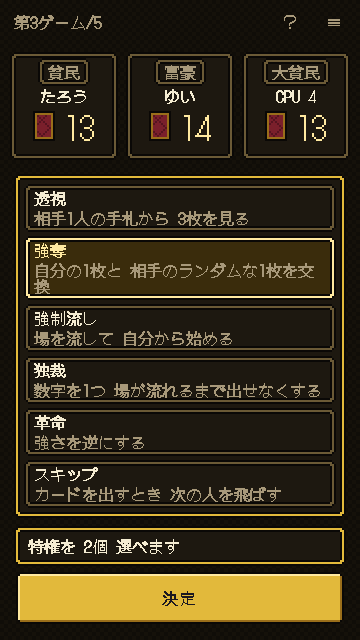 第3ゲーム/5 ? ≡
貧民 富豪 大貧民
たろう ゆい CPU 4
13 14 13
透視
相手1人の手札から 3枚を見る
強奪
自分の1枚と 相手のランダムな1枚を交
換
強制流し
場を流して 自分から始める
独裁
数字を1つ 場が流れるまで出せなくする
革命
強さを逆にする
スキップ
カードを出すとき 次の人を飛ばす
特権を 2個 選べます
決定